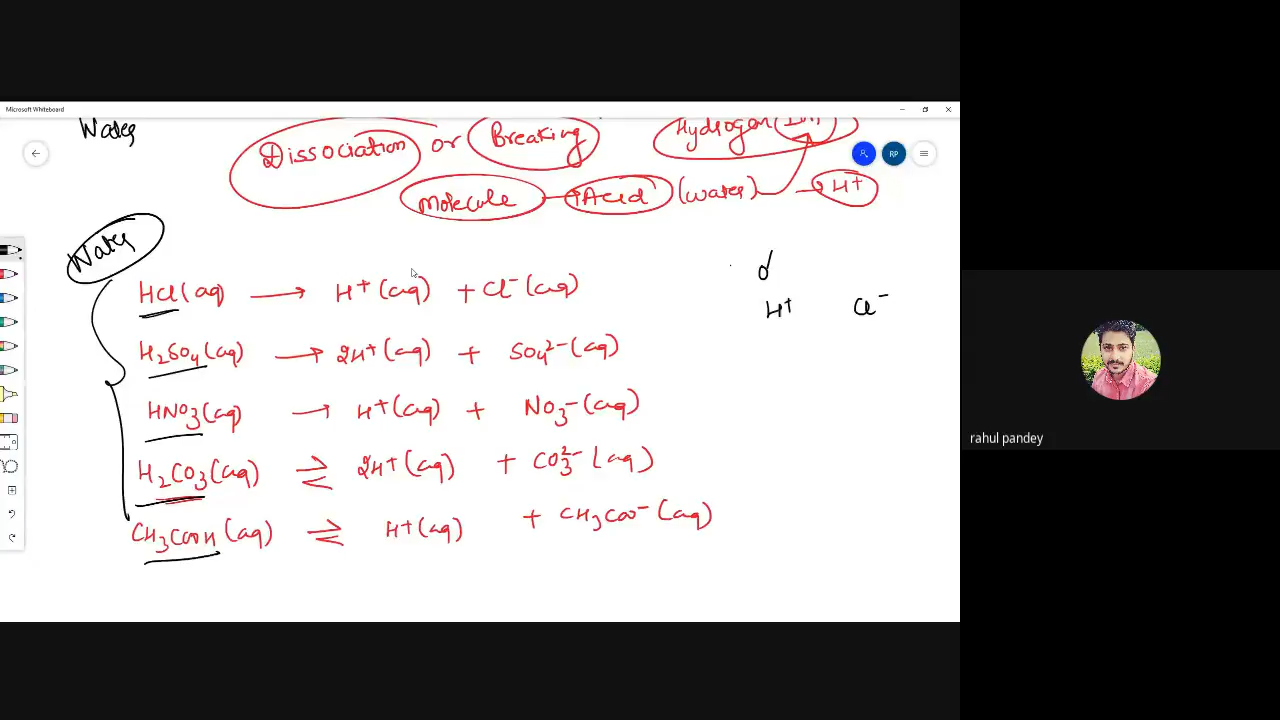 Microsoft Whiteboard
Water
Dissociation or Breaking Hydrogen
RP
Molecule Acid (water) H+
Water
HCl(aq → H+ (aq) + Cl- (aq)
d
H+ Cl-
H2SO4(aq) → 2H+(aq) + SO4 2-(aq)
HNO3(aq) → H+(aq) + NO3-(aq)
H2CO3(aq) ⇌ 2H+(aq) + CO3 2-(aq)
CH3COOH(aq) ⇌ H+(aq) + CH3COO-(aq)
rahul pandey